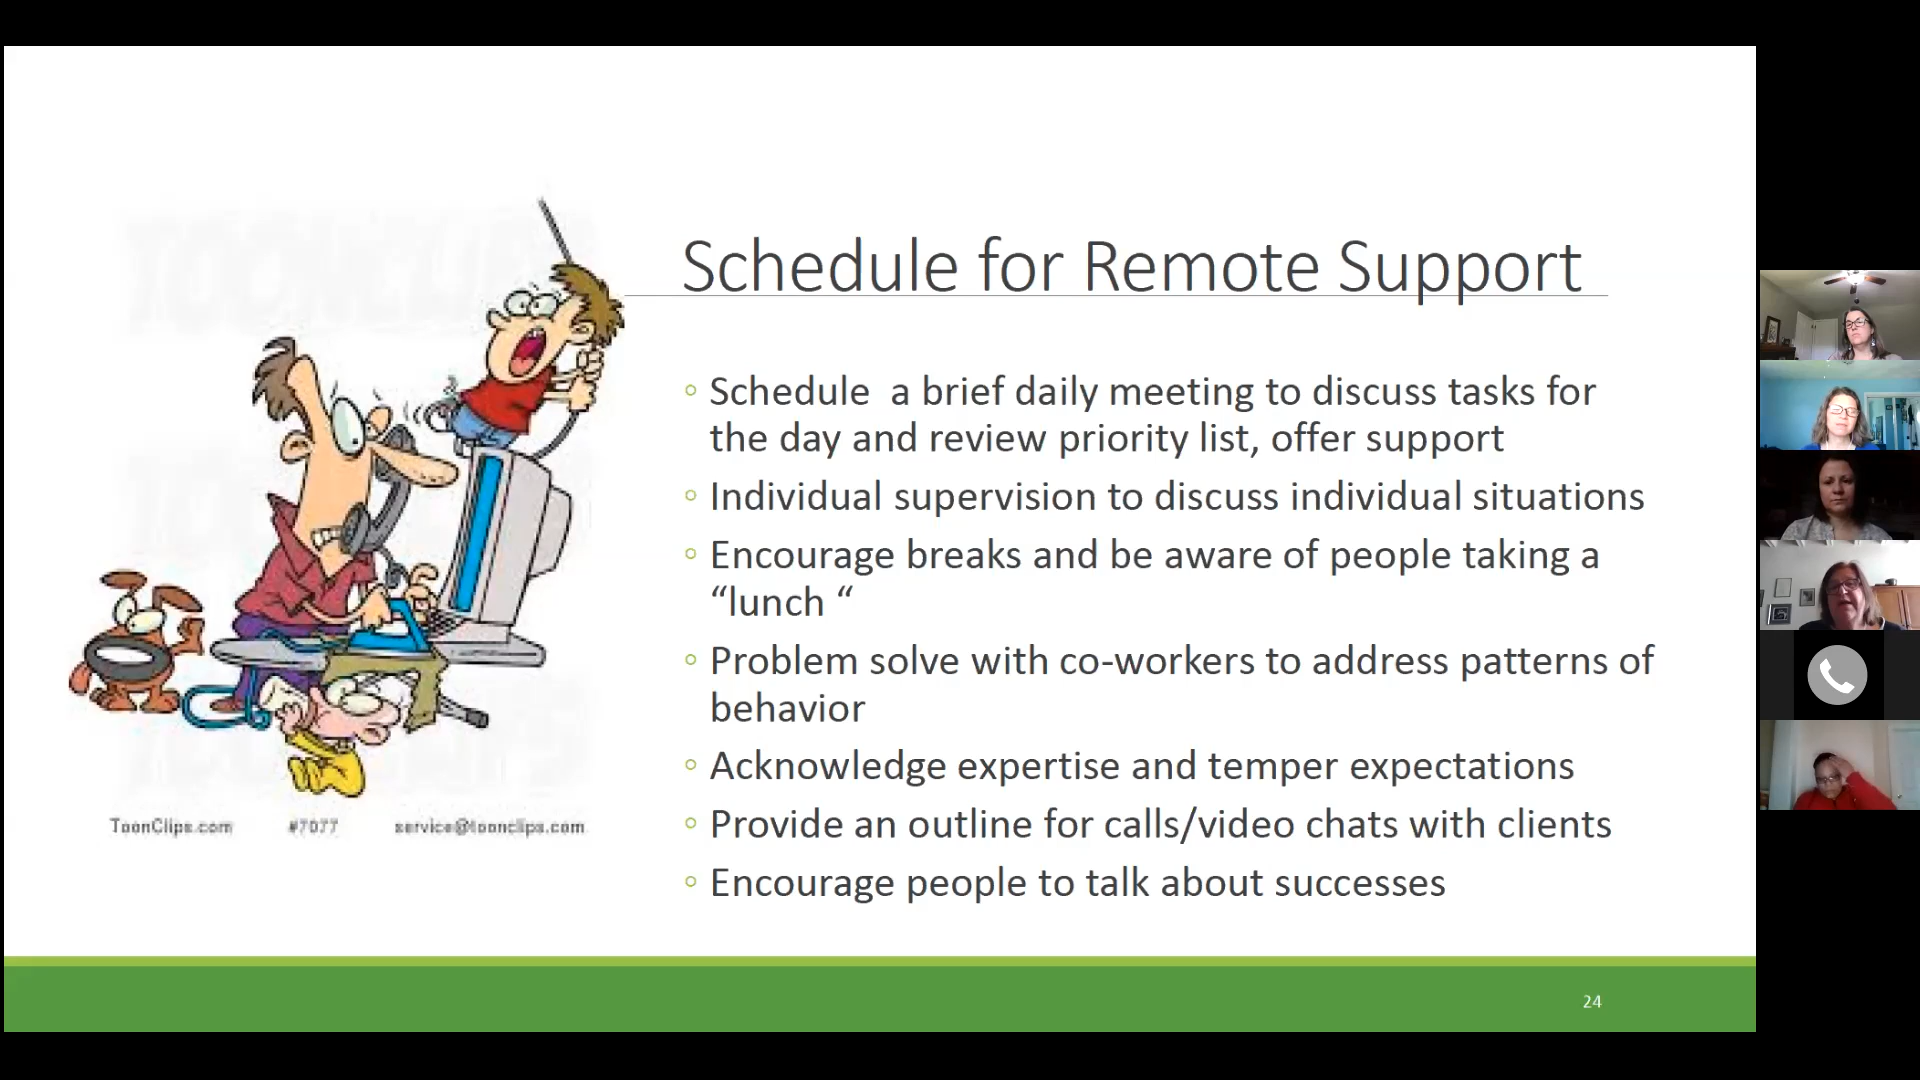 Schedule for Remote Support
Schedule a brief daily meeting to discuss tasks for
the day and review priority list, offer support
Individual supervision to discuss individual situations
Encourage breaks and be aware of people taking a
“lunch “
Problem solve with co-workers to address patterns of
behavior
Acknowledge expertise and temper expectations
Provide an outline for calls/video chats with clients
Encourage people to talk about successes
TOONCLIPS
ToonClips.com #7077 service@toonclips.com
24